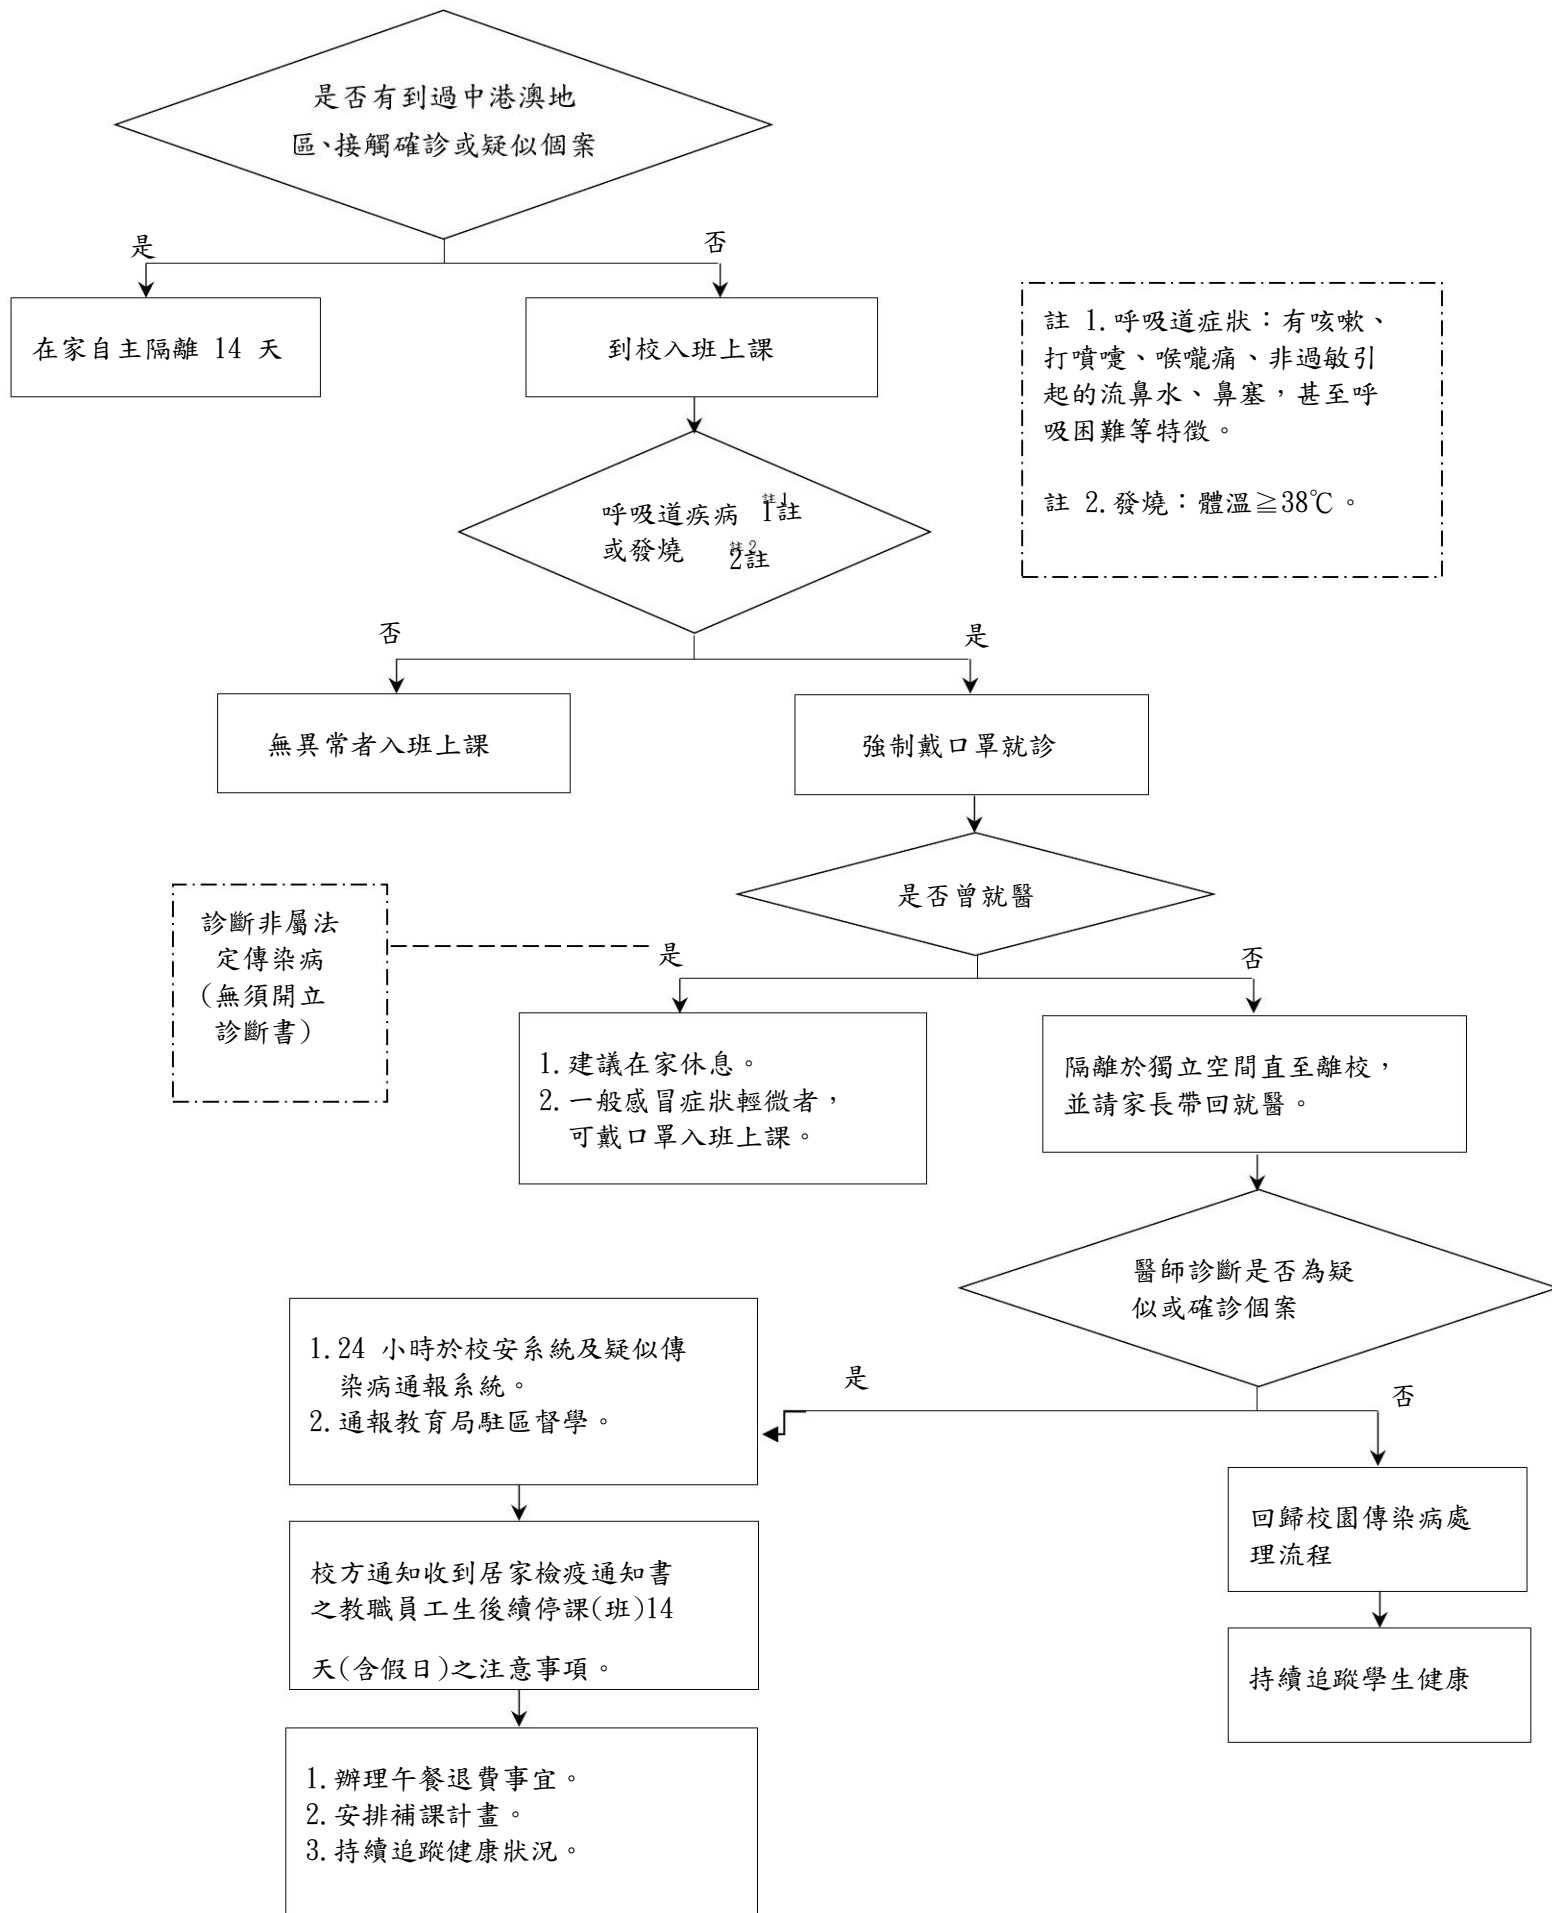 是否有到過中港澳地
區、接觸確診或疑似個案
是
否
在家自主隔離 14 天
到校入班上課
註 1.呼吸道症狀：有咳嗽、
打噴嚏、喉嚨痛、非過敏引
起的流鼻水、鼻塞，甚至呼
吸困難等特徵。
註 2.發燒：體溫≧38℃。
呼吸道疾病 註1 1註
或發燒 註2 2註
否
是
無異常者入班上課
強制戴口罩就診
是否曾就醫
診斷非屬法
定傳染病
(無須開立
診斷書)
是
否
1.建議在家休息。
2.一般感冒症狀輕微者，
可戴口罩入班上課。
隔離於獨立空間直至離校，
並請家長帶回就醫。
醫師診斷是否為疑
似或確診個案
是
否
1.24 小時於校安系統及疑似傳
染病通報系統。
2.通報教育局駐區督學。
回歸校園傳染病處
理流程
校方通知收到居家檢疫通知書
之教職員工生後續停課(班)14
天(含假日)之注意事項。
持續追蹤學生健康
1.辦理午餐退費事宜。
2.安排補課計畫。
3.持續追蹤健康狀況。